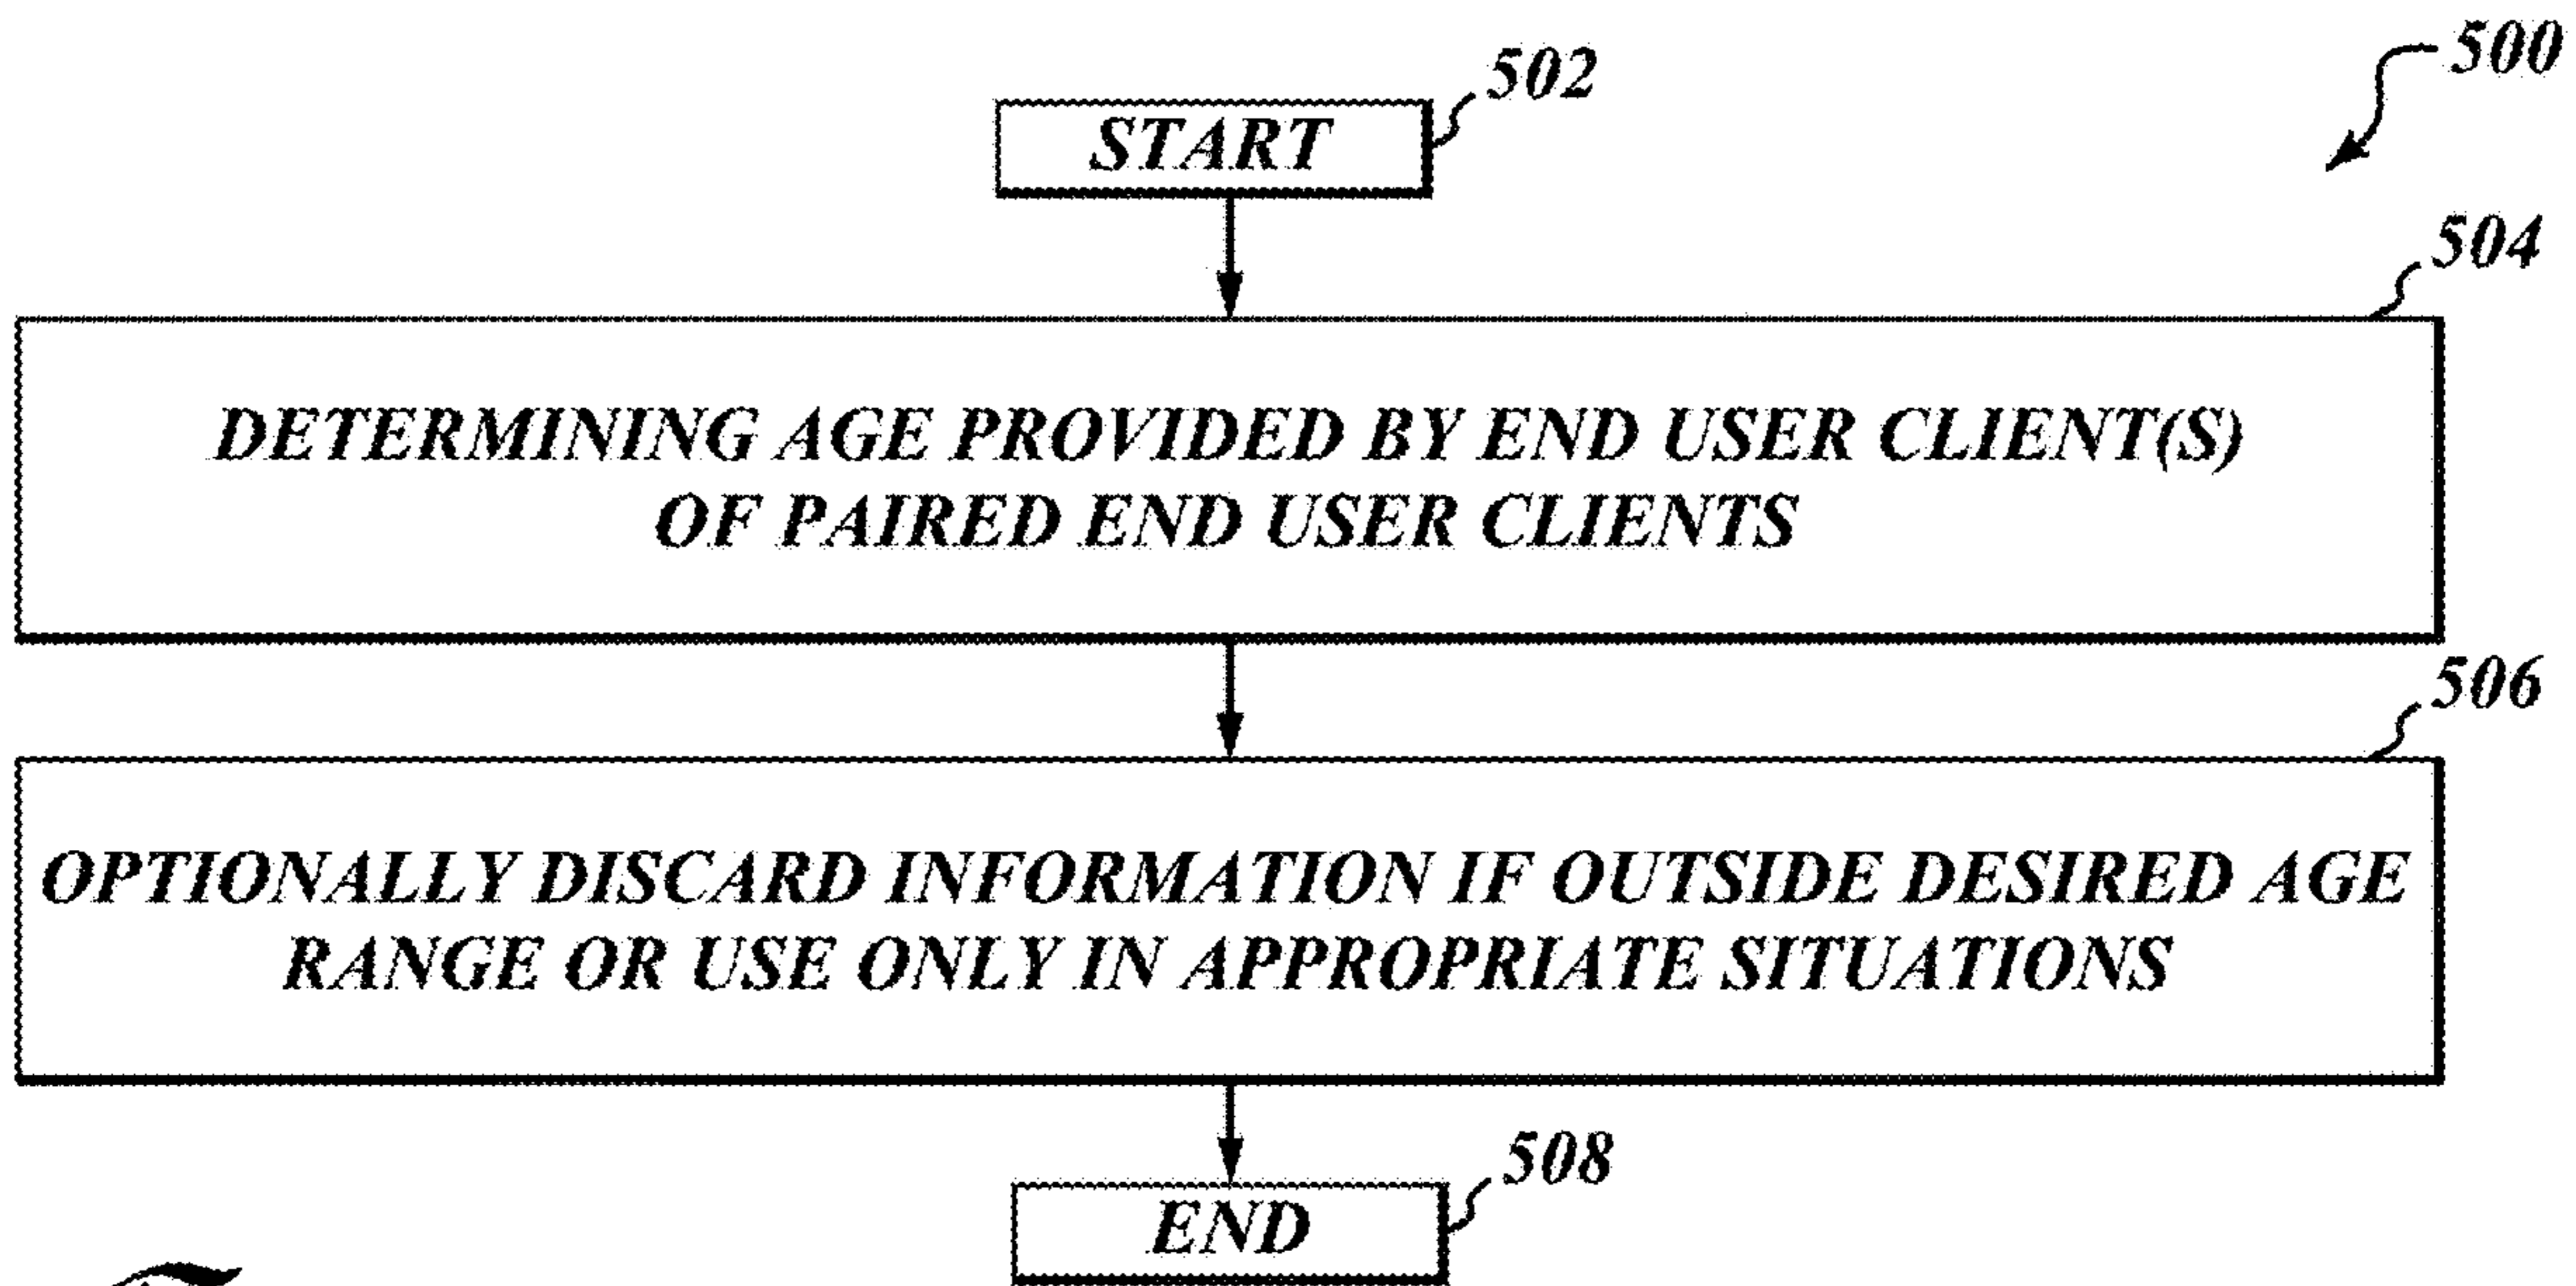 500
502
START
504
DETERMINING AGE PROVIDED BY END USER CLIENT(S)
OF PAIRED END USER CLIENTS
506
OPTIONALLY DISCARD INFORMATION IF OUTSIDE DESIRED AGE
RANGE OR USE ONLY IN APPROPRIATE SITUATIONS
508
END